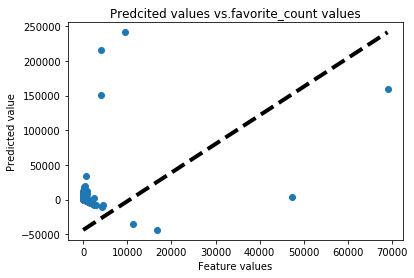 Predcited values vs.favorite_count values
250000
200000
150000
100000
50000
0
−50000
Predicted value
0 10000 20000 30000 40000 50000 60000 70000
Feature values